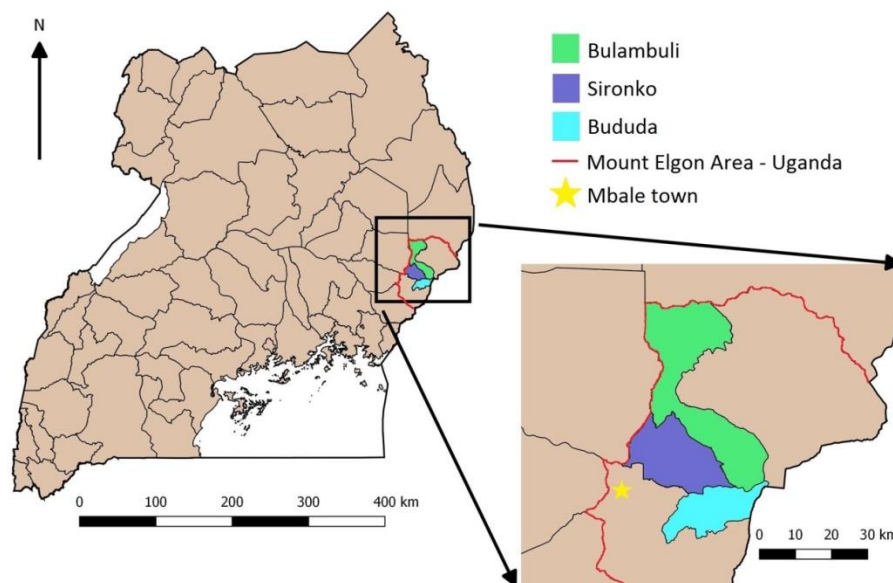 N
Bulambuli
Sironko
Bududa
Mount Elgon Area - Uganda
Mbale town
0 100 200 300 400 km
0 10 20 30 km